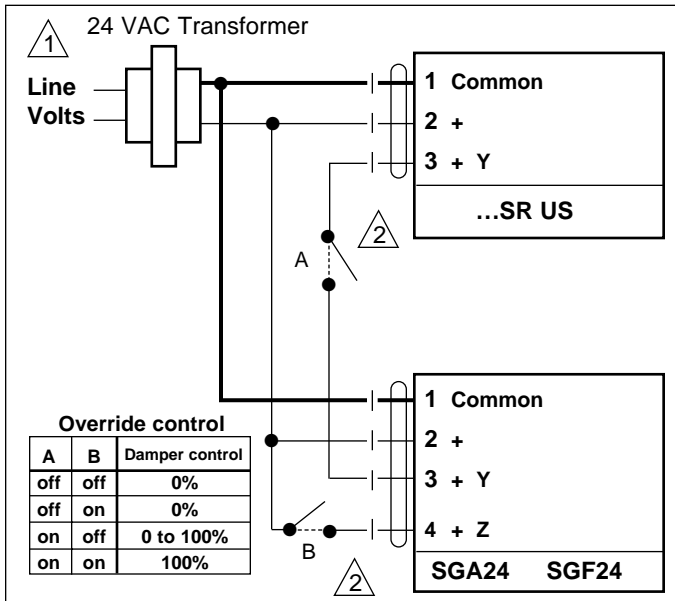 1
24 VAC Transformer
Line
Volts
1 Common
2 +
3 + Y
...SR US
2
A
1 Common
2 +
3 + Y
4 + Z
SGA24 SGF24
B
2
Override control
A B Damper control
off off 0%
off on 0%
on off 0 to 100%
on on 100%